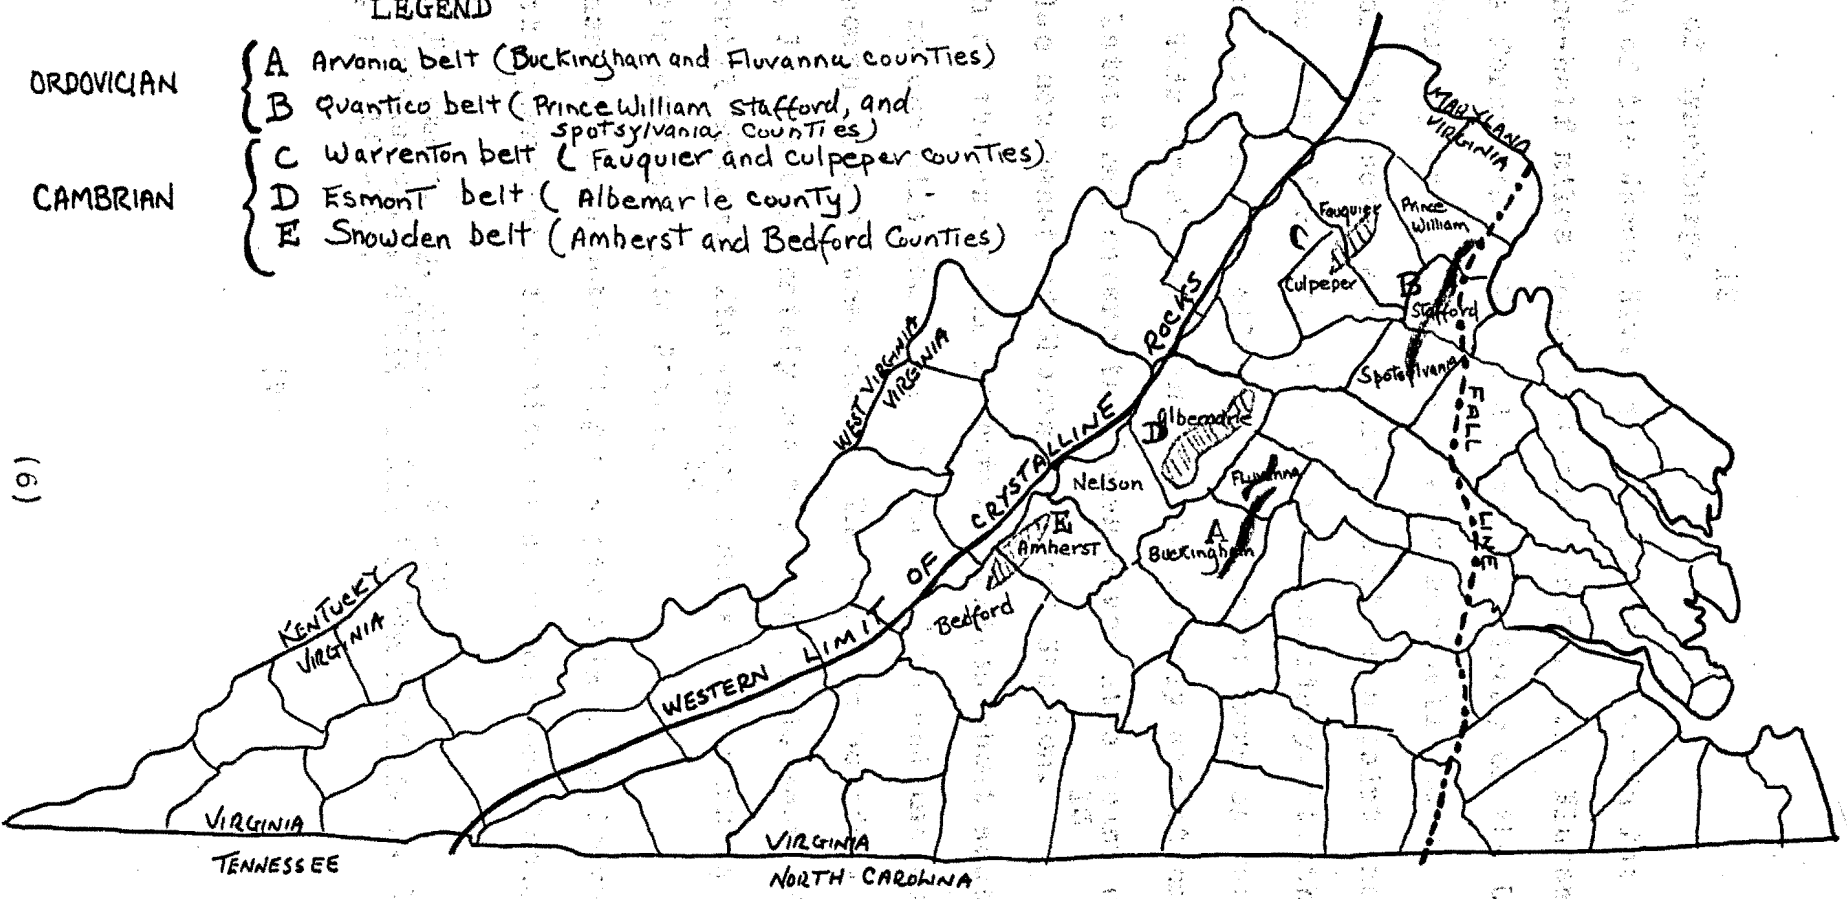 LEGEND
ORDOVICIAN
A Arvonia belt (Buckingham and Fluvanna counties)
B Quantico belt (Prince William Stafford, and
Spotsylvania Counties)
CAMBRIAN
C Warrenton belt (Fauquier and Culpeper counties)
D Esmont belt (Albemarle county)
E Snowden belt (Amherst and Bedford Counties)
MARYLAND
VIRGINIA
Fauquier
Prince
William
C
Culpeper
B
Stafford
Spotsylvania
WEST VIRGINIA
VIRGINIA
WESTERN LIMIT OF CRYSTALLINE ROCKS
FALL LINE
Albemarle
D
Nelson
Fluvanna
E
Amherst
A
Buckingham
Bedford
KENTUCKY
VIRGINIA
VIRGINIA
TENNESSEE
VIRGINIA
NORTH CAROLINA
(6)